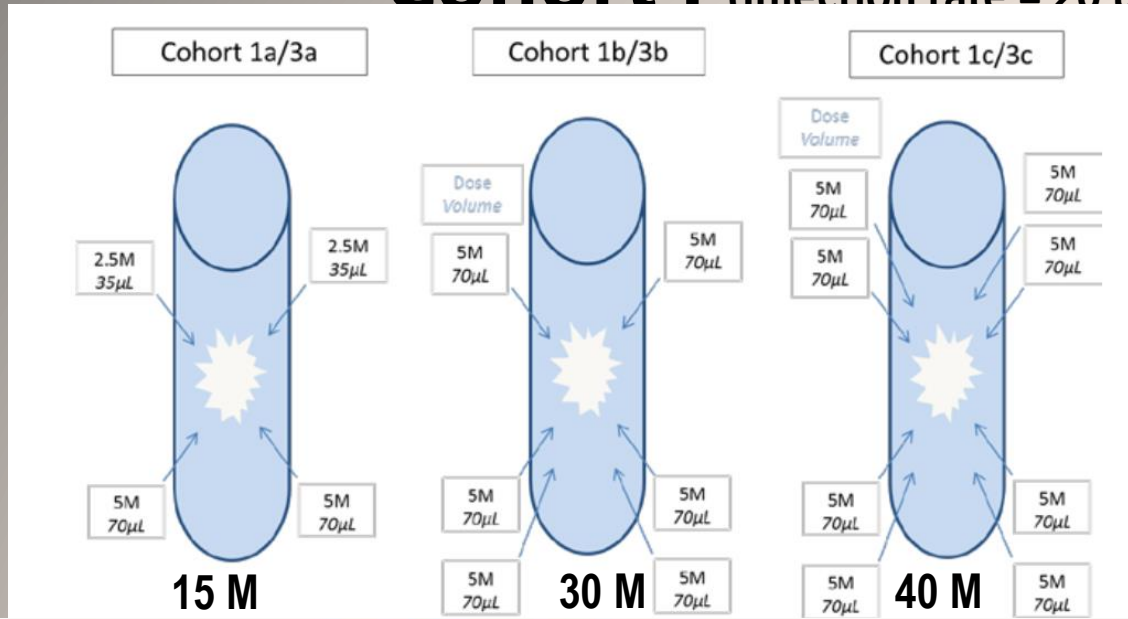 Cohort 1a/3a
2.5M
35µL
2.5M
35µL
5M
70µL
5M
70µL
15 M
Cohort 1b/3b
Dose
Volume
5M
70µL
5M
70µL
5M
70µL
5M
70µL
5M
70µL
5M
70µL
30 M
Cohort 1c/3c
Dose
Volume
5M
70µL
5M
70µL
5M
70µL
5M
70µL
5M
70µL
5M
70µL
5M
70µL
5M
70µL
40 M